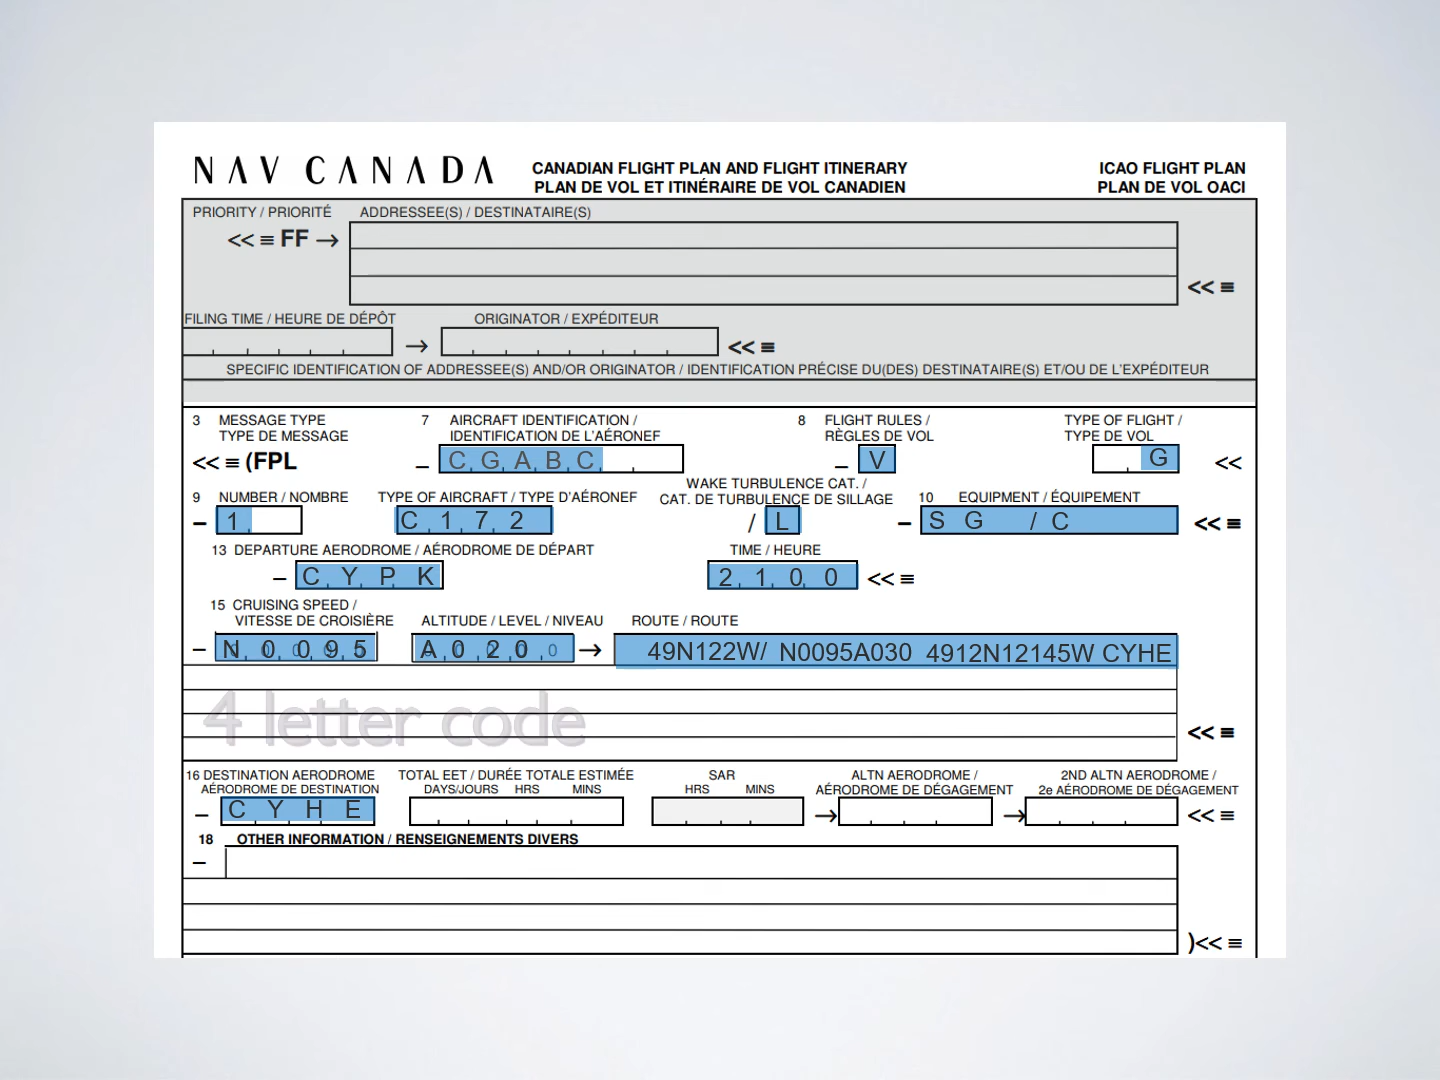 NAV CANADA
CANADIAN FLIGHT PLAN AND FLIGHT ITINERARY
PLAN DE VOL ET ITINÉRAIRE DE VOL CANADIEN
ICAO FLIGHT PLAN
PLAN DE VOL OACI
PRIORITY / PRIORITÉ
ADDRESSEE(S) / DESTINATAIRE(S)
<< ≡ FF →
<< ≡
FILING TIME / HEURE DE DÉPÔT
ORIGINATOR / EXPÉDITEUR
→ << ≡
SPECIFIC IDENTIFICATION OF ADDRESSEE(S) AND/OR ORIGINATOR / IDENTIFICATION PRÉCISE DU(DES) DESTINATAIRE(S) ET/OU DE L'EXPÉDITEUR
3 MESSAGE TYPE
TYPE DE MESSAGE
<< ≡ (FPL
7 AIRCRAFT IDENTIFICATION /
IDENTIFICATION DE L'AÉRONEF
– C G A B C
8 FLIGHT RULES /
RÈGLES DE VOL
– V
TYPE OF FLIGHT /
TYPE DE VOL
G <<
9 NUMBER / NOMBRE
– 1
TYPE OF AIRCRAFT / TYPE D'AÉRONEF
C 1 7 2
WAKE TURBULENCE CAT. /
CAT. DE TURBULENCE DE SILLAGE
/ L
10 EQUIPMENT / ÉQUIPEMENT
– S G / C << ≡
13 DEPARTURE AERODROME / AÉRODROME DE DÉPART
– C Y P K
TIME / HEURE
2 1 0 0 << ≡
15 CRUISING SPEED /
VITESSE DE CROISIÈRE
– N 0 0 9 5
ALTITUDE / LEVEL / NIVEAU
A 0 2 0 0 →
ROUTE / ROUTE
49N122W/ N0095A030 4912N12145W CYHE
4 letter code
<< ≡
16 DESTINATION AERODROME
AÉRODROME DE DESTINATION
– C Y H E
TOTAL EET / DURÉE TOTALE ESTIMÉE
DAYS/JOURS HRS MINS
SAR
HRS MINS
→
ALTN AERODROME /
AÉRODROME DE DÉGAGEMENT
→
2ND ALTN AERODROME /
2e AÉRODROME DE DÉGAGEMENT
<< ≡
18 OTHER INFORMATION / RENSEIGNEMENTS DIVERS
–
)<< ≡